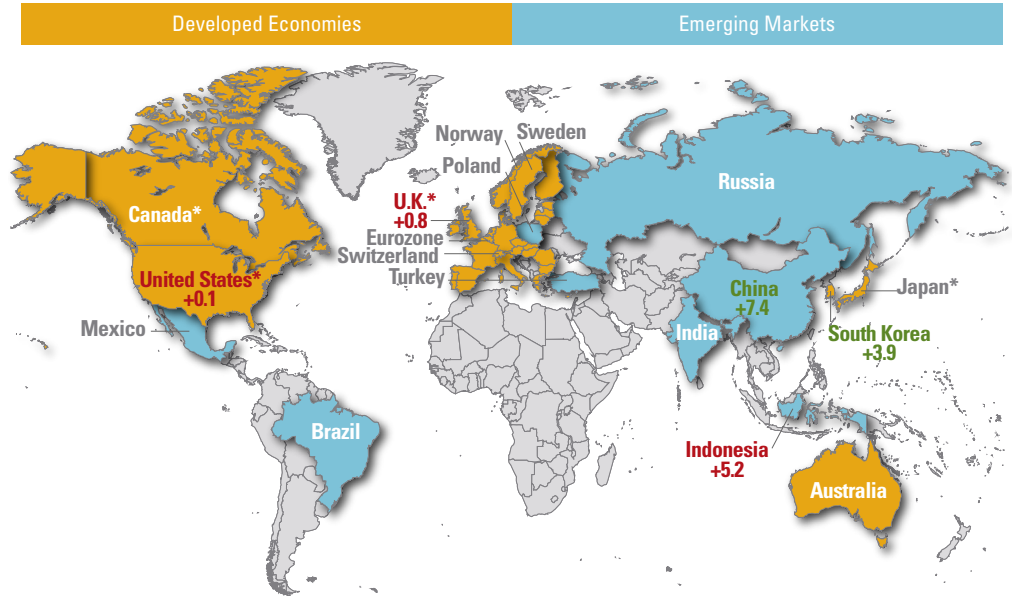 Developed Economies
Emerging Markets
Norway
Sweden
Poland
Russia
U.K.*
+0.8
Canada*
Eurozone
Switzerland
Turkey
United States*
+0.1
China
+7.4
Japan*
Mexico
India
South Korea
+3.9
Brazil
Indonesia
+5.2
Australia